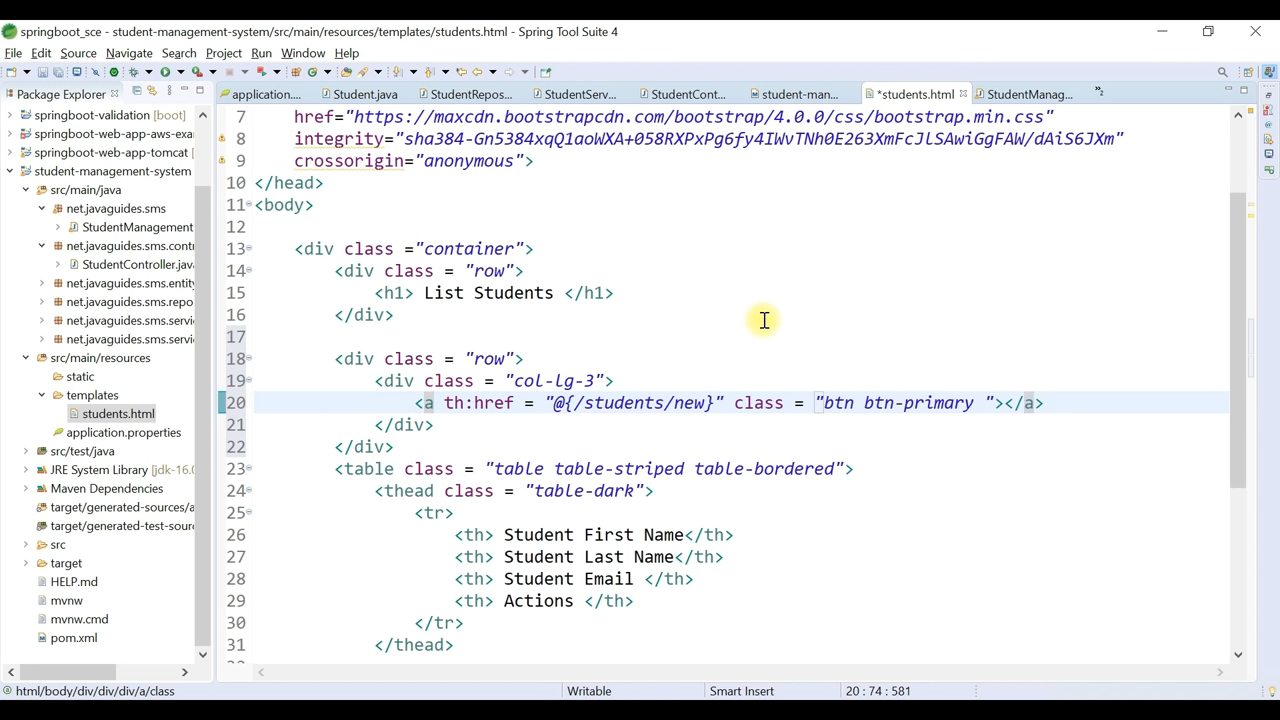 springboot_sce - student-management-system/src/main/resources/templates/students.html - Spring Tool Suite 4
File Edit Source Navigate Search Project Run Window Help
Package Explorer
application....
Student.java
StudentRepos...
StudentServ...
StudentCont...
student-man...
*students.html
StudentManag...
»2
springboot-validation [boot]
springboot-web-app-aws-exa
springboot-web-app-tomcat [
student-management-system
src/main/java
net.javaguides.sms
StudentManagement
net.javaguides.sms.cont
StudentController.java
net.javaguides.sms.entity
net.javaguides.sms.repo
net.javaguides.sms.servi
net.javaguides.sms.servi
src/main/resources
static
templates
students.html
application.properties
src/test/java
JRE System Library [jdk-16.0
Maven Dependencies
target/generated-sources/a
target/generated-test-sourc
src
target
HELP.md
mvnw
mvnw.cmd
pom.xml
7 href="https://maxcdn.bootstrapcdn.com/bootstrap/4.0.0/css/bootstrap.min.css"
8 integrity="sha384-Gn5384xqQ1aoWXA+058RXPxPg6fy4IWvTNh0E263XmFcJlSAwiGgFAW/dAiS6JXm"
9 crossorigin="anonymous">
10 </head>
11 <body>
12
13 <div class ="container">
14 <div class = "row">
15 <h1> List Students </h1>
16 </div>
17
18 <div class = "row">
19 <div class = "col-lg-3">
20 <a th:href = "@{/students/new}" class = "btn btn-primary "></a>
21 </div>
22 </div>
23 <table class = "table table-striped table-bordered">
24 <thead class = "table-dark">
25 <tr>
26 <th> Student First Name</th>
27 <th> Student Last Name</th>
28 <th> Student Email </th>
29 <th> Actions </th>
30 </tr>
31 </thead>
html/body/div/div/div/a/class
Writable
Smart Insert
20 : 74 : 581